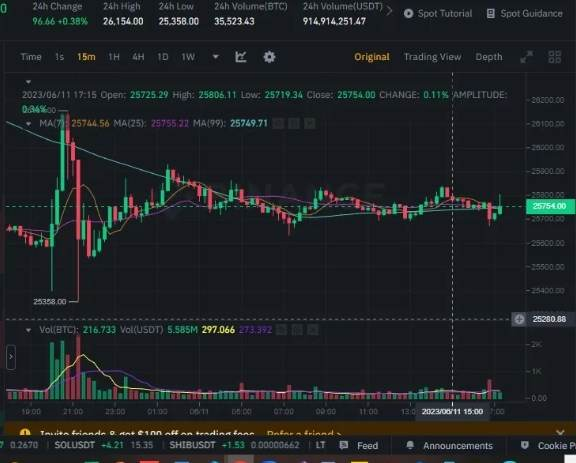 0 24h Change 24h High 24h Low 24h Volume(BTC) 24h Volume(USDT)
96.66 +0.38% 26,154.00 25,358.00 35,523.43 914,914,251.47
Spot Tutorial Spot Guidance
Time 1s 15m 1H 4H 1D 1W Original Trading View Depth
2023/06/11 17:15 Open: 25725.29 High: 25806.11 Low: 25719.34 Close: 25754.00 CHANGE: 0.11% AMPLITUDE:
0.34%
MA(7): 25744.56 MA(25): 25755.22 MA(99): 25749.71
26200.00
26100.00
26000.00
25900.00
25800.00
25754.00
25700.00
25600.00
25500.00
25400.00
25358.00
25280.88
Vol(BTC): 216.733 Vol(USDT) 5.585M 297.066 273.392
2K
1K
0.00
19:00 21:00 23:00 01:00 06/11 05:00 07:00 09:00 11:00 2023/06/11 15:00
Invite friends & get $100 off on trading fees. Refer a friend >
0.2670 SOLUSDT +4.21 15.35 SHIBUSDT +1.53 0.00000662 LT Feed Announcements Cookie